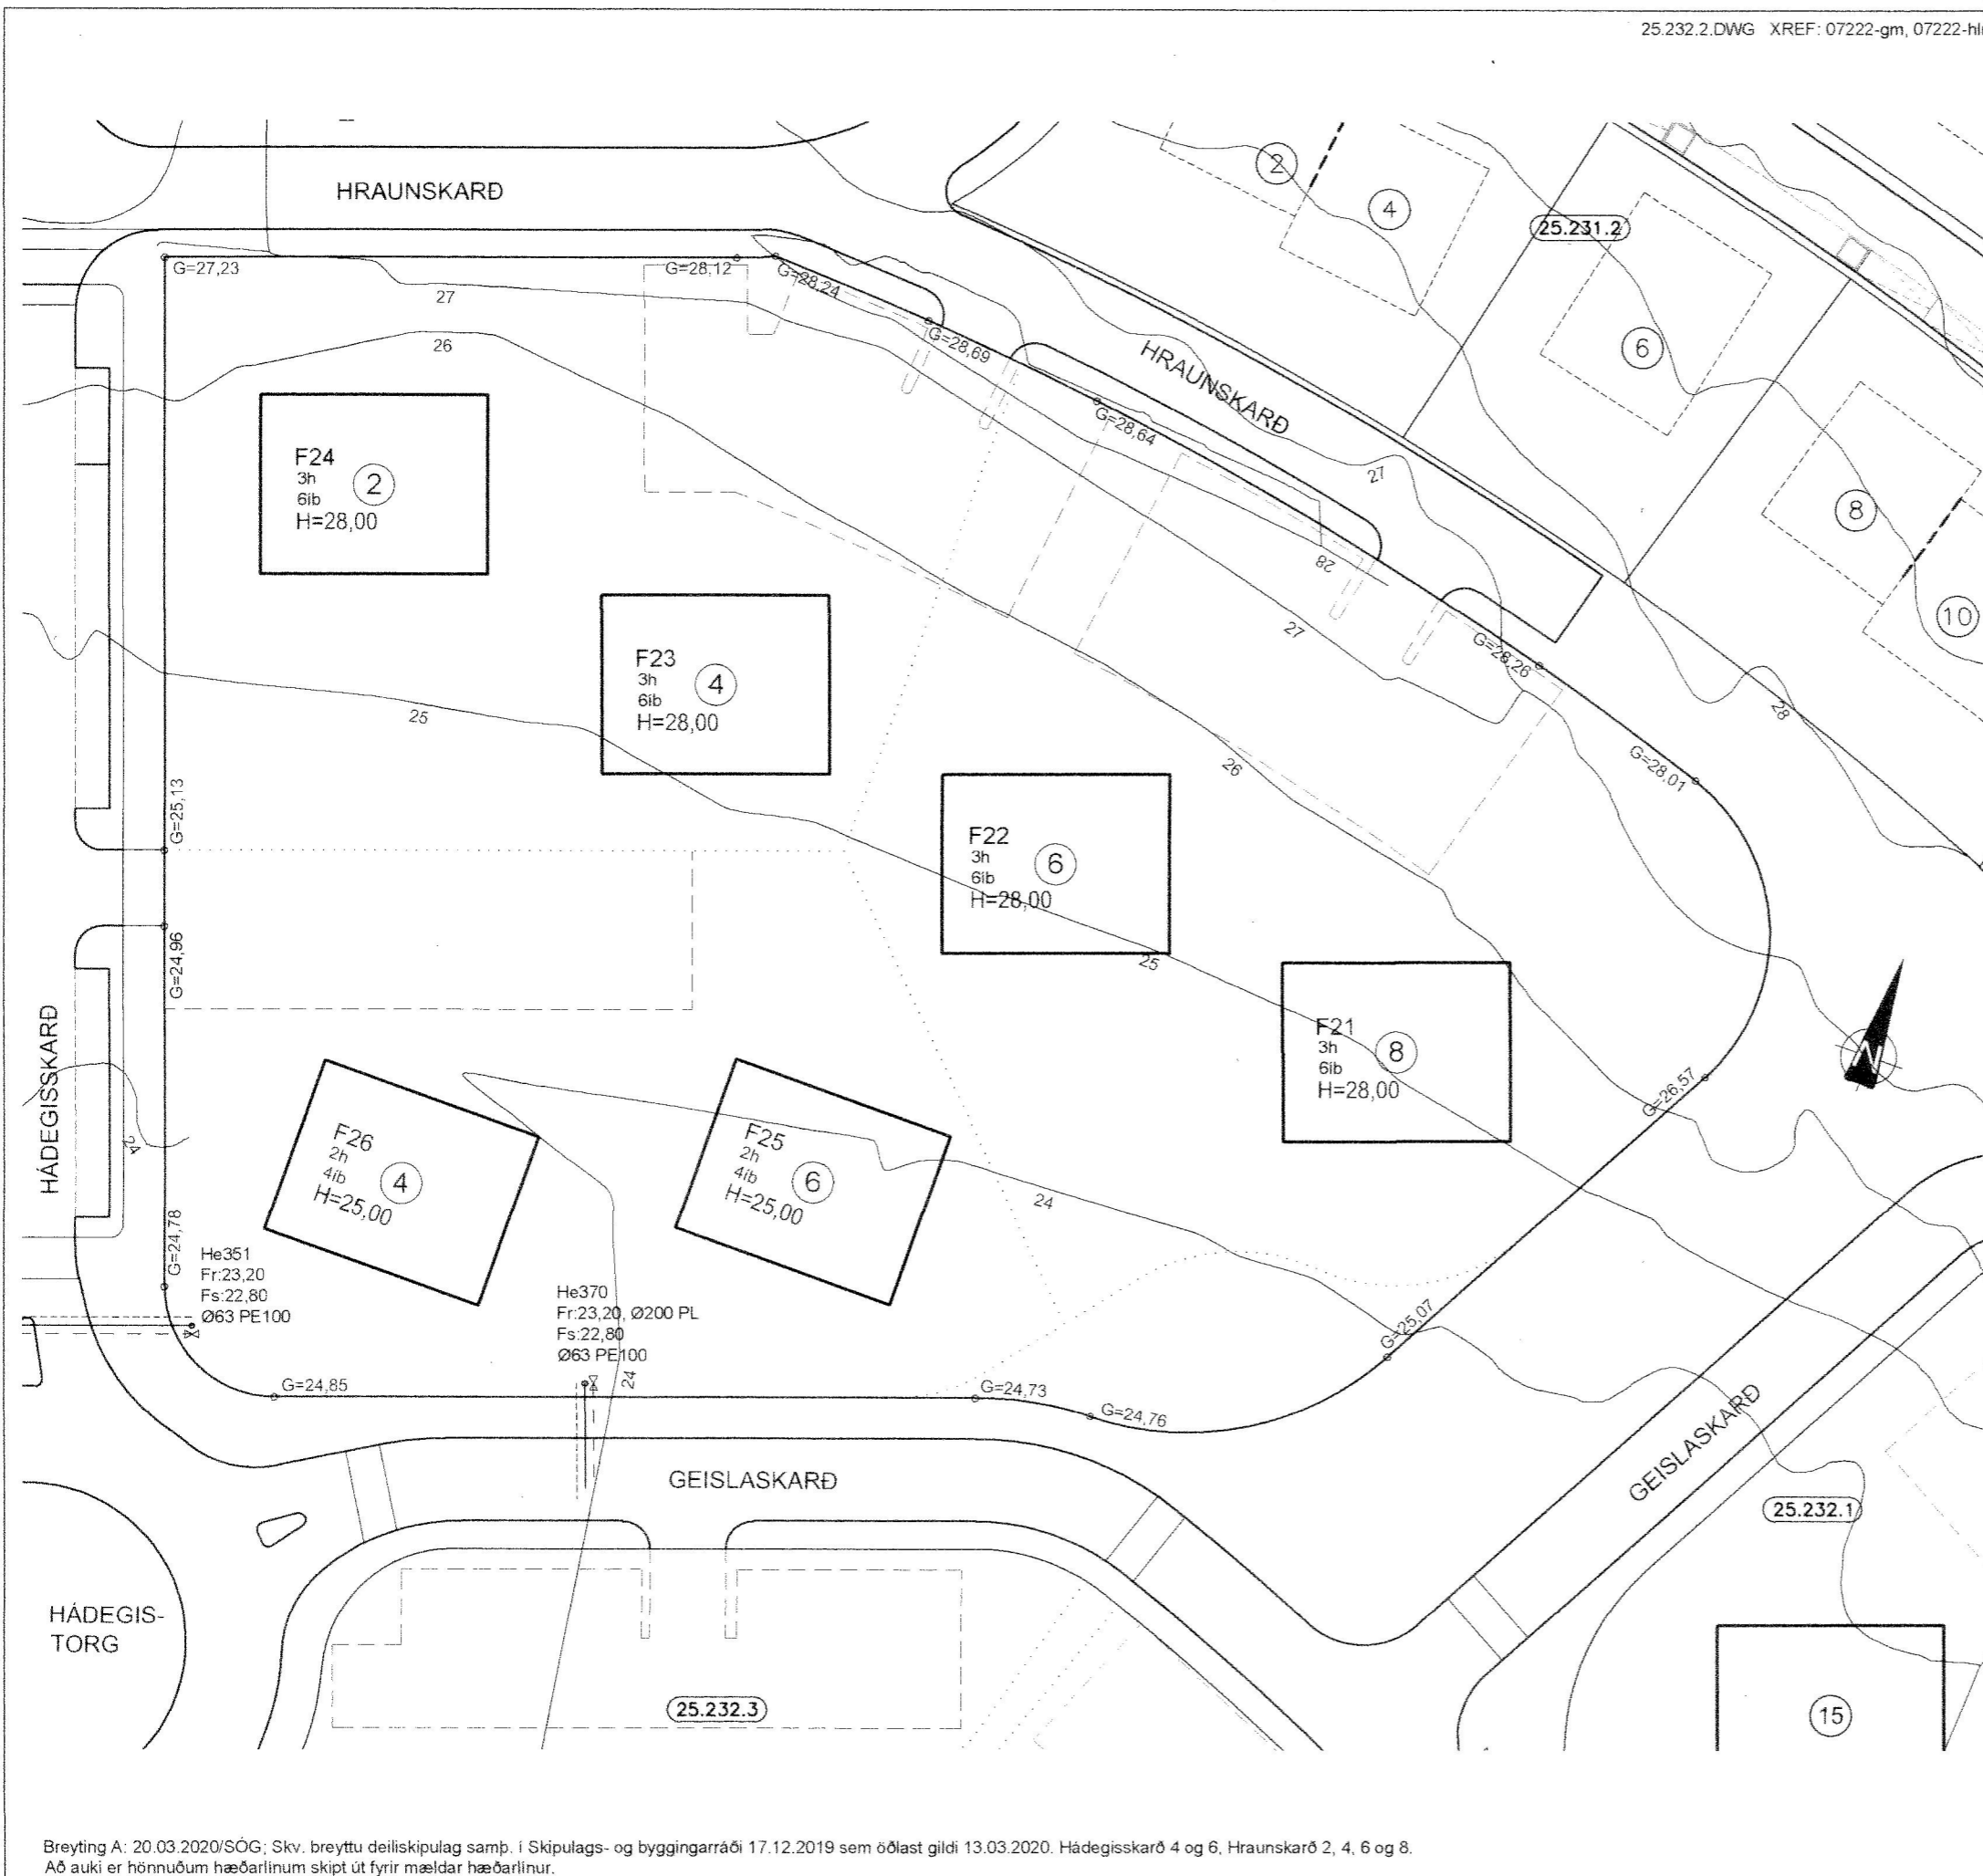 25.232.2.DWG XREF: 07222-gm, 07222-hl
HRAUNSKARÐ
2
4
25.231.2
6
8
10
G=27,23
G=28,12
G=28,24
G=28,69
G=28,64
HRAUNSKARÐ
27
26
27
28
27
G=28,26
G=28,01
28
26
F24
3h
6íb
H=28,00
2
F23
3h
6íb
H=28,00
4
25
G=25,13
F22
3h
6íb
H=28,00
6
25
G=24,96
F21
3h
6íb
H=28,00
8
N
G=26,57
HÁDEGISSKARÐ
24
F26
2h
4íb
H=25,00
4
F25
2h
4íb
H=25,00
6
24
G=24,78
He351
Fr:23,20
Fs:22,80
Ø63 PE100
He370
Fr:23,20, Ø200 PL
Fs:22,80
Ø63 PE100
24
G=25,07
G=24,85
G=24,73
G=24,76
GEISLASKARÐ
GEISLASKARÐ
25.232.1
HÁDEGIS-
TORG
25.232.3
15
Breyting A: 20.03.2020/SÓG; Skv. breyttu deiliskipulag samþ. í Skipulags- og byggingarráði 17.12.2019 sem öðlast gildi 13.03.2020. Hádegisskarð 4 og 6, Hraunskarð 2, 4, 6 og 8.
Að auki er hönnuðum hæðarlínum skipt út fyrir mældar hæðarlínur.